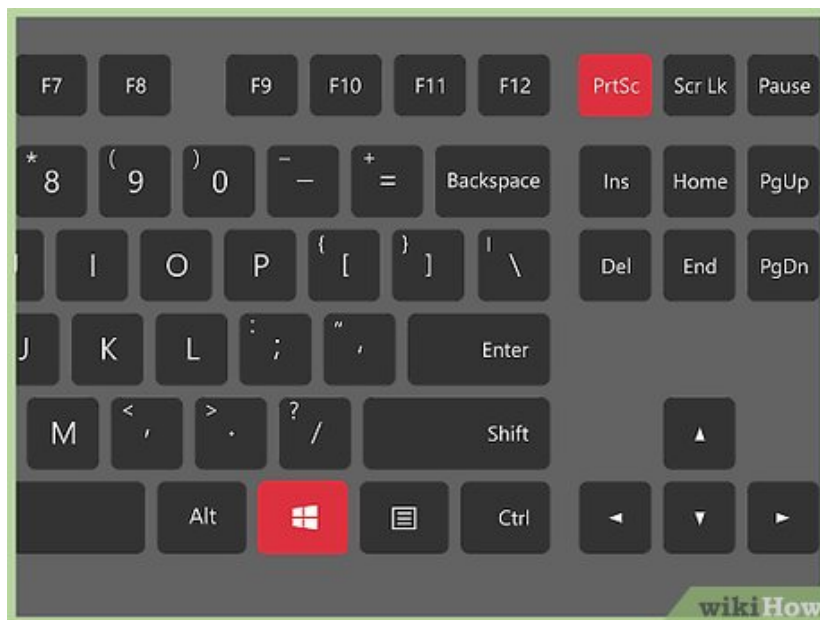 F7 F8 F9 F10 F11 F12 PrtSc Scr Lk Pause
* 8 ( 9 ) 0 – — + = Backspace Ins Home PgUp
I O P { [ } ] | \ Del End PgDn
J K L : ; " ' Enter
M < , > . ? / Shift
Alt Ctrl
wikiHow